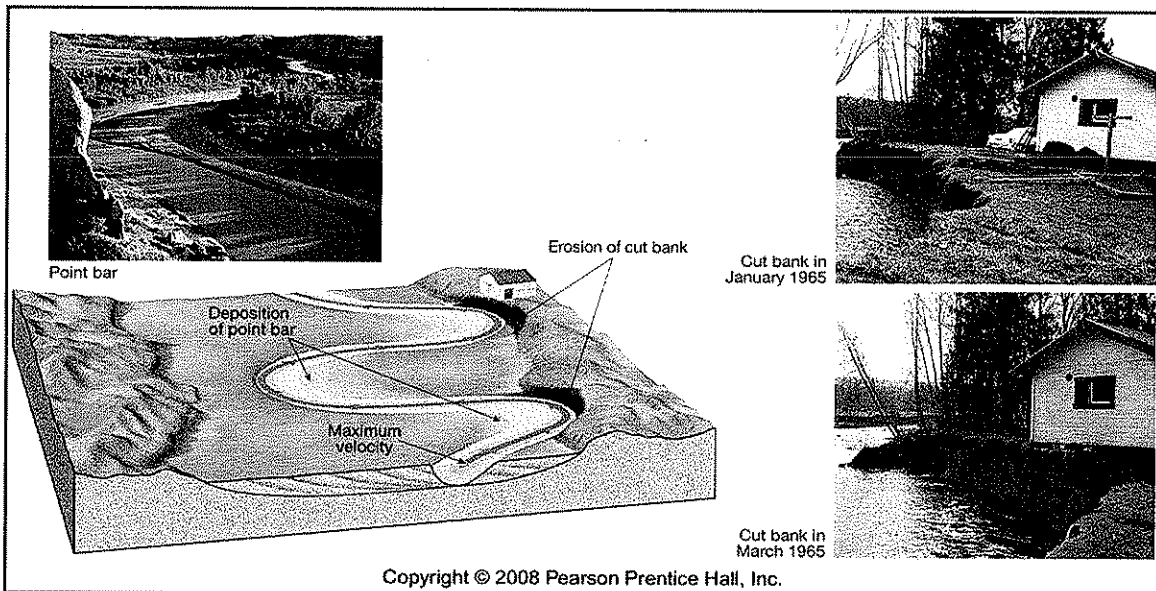 Point bar
Erosion of cut bank
Cut bank in
January 1965
Deposition
of point bar
Maximum
velocity
Cut bank in
March 1965
Copyright © 2008 Pearson Prentice Hall, Inc.